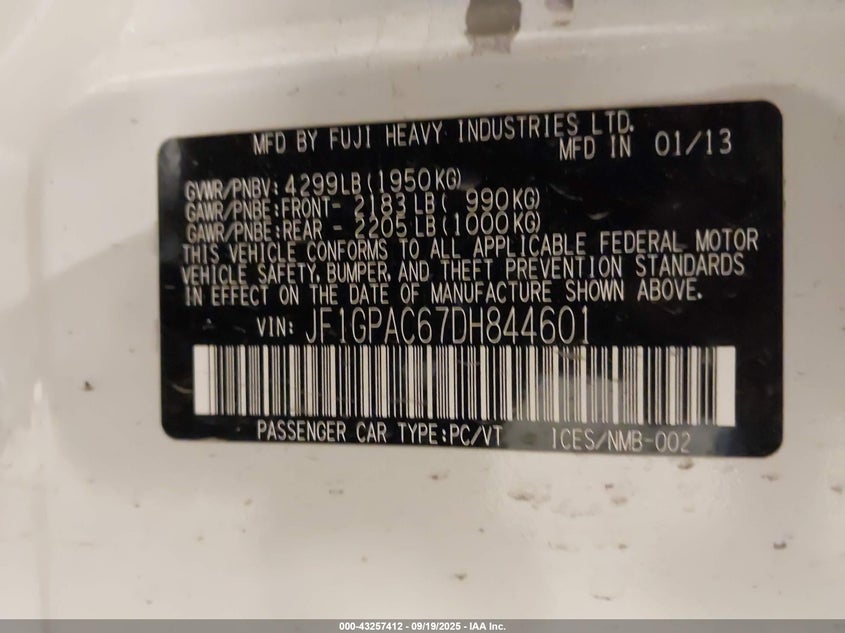 MFD BY FUJI HEAVY INDUSTRIES LTD.
MFD IN 01/13
GVWR/PNBV: 4299LB(1950KG)
GAWR/PNBE:FRONT- 2183LB( 990KG)
GAWR/PNBE:REAR - 2205LB(1000KG)
THIS VEHICLE CONFORMS TO ALL APPLICABLE FEDERAL MOTOR
VEHICLE SAFETY, BUMPER, AND THEFT PREVENTION STANDARDS
IN EFFECT ON THE DATE OF MANUFACTURE SHOWN ABOVE.
VIN: JF1GPAC67DH844601
PASSENGER CAR TYPE:PC/VT ICES/NMB-002
000-43257412 - 09/19/2025 - IAA Inc.